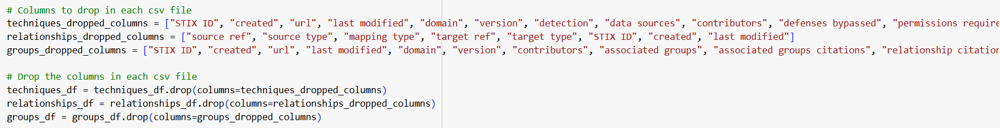 # Columns to drop in each csv file
techniques_dropped_columns = ["STIX ID", "created", "url", "last modified", "domain", "version", "detection", "data sources", "contributors", "defenses bypassed", "permissions require
relationships_dropped_columns = ["source ref", "source type", "mapping type", "target ref", "target type", "STIX ID", "created", "last modified"]
groups_dropped_columns = ["STIX ID", "created", "url", "last modified", "domain", "version", "contributors", "associated groups", "associated groups citations", "relationship citation
# Drop the columns in each csv file
techniques_df = techniques_df.drop(columns=techniques_dropped_columns)
relationships_df = relationships_df.drop(columns=relationships_dropped_columns)
groups_df = groups_df.drop(columns=groups_dropped_columns)